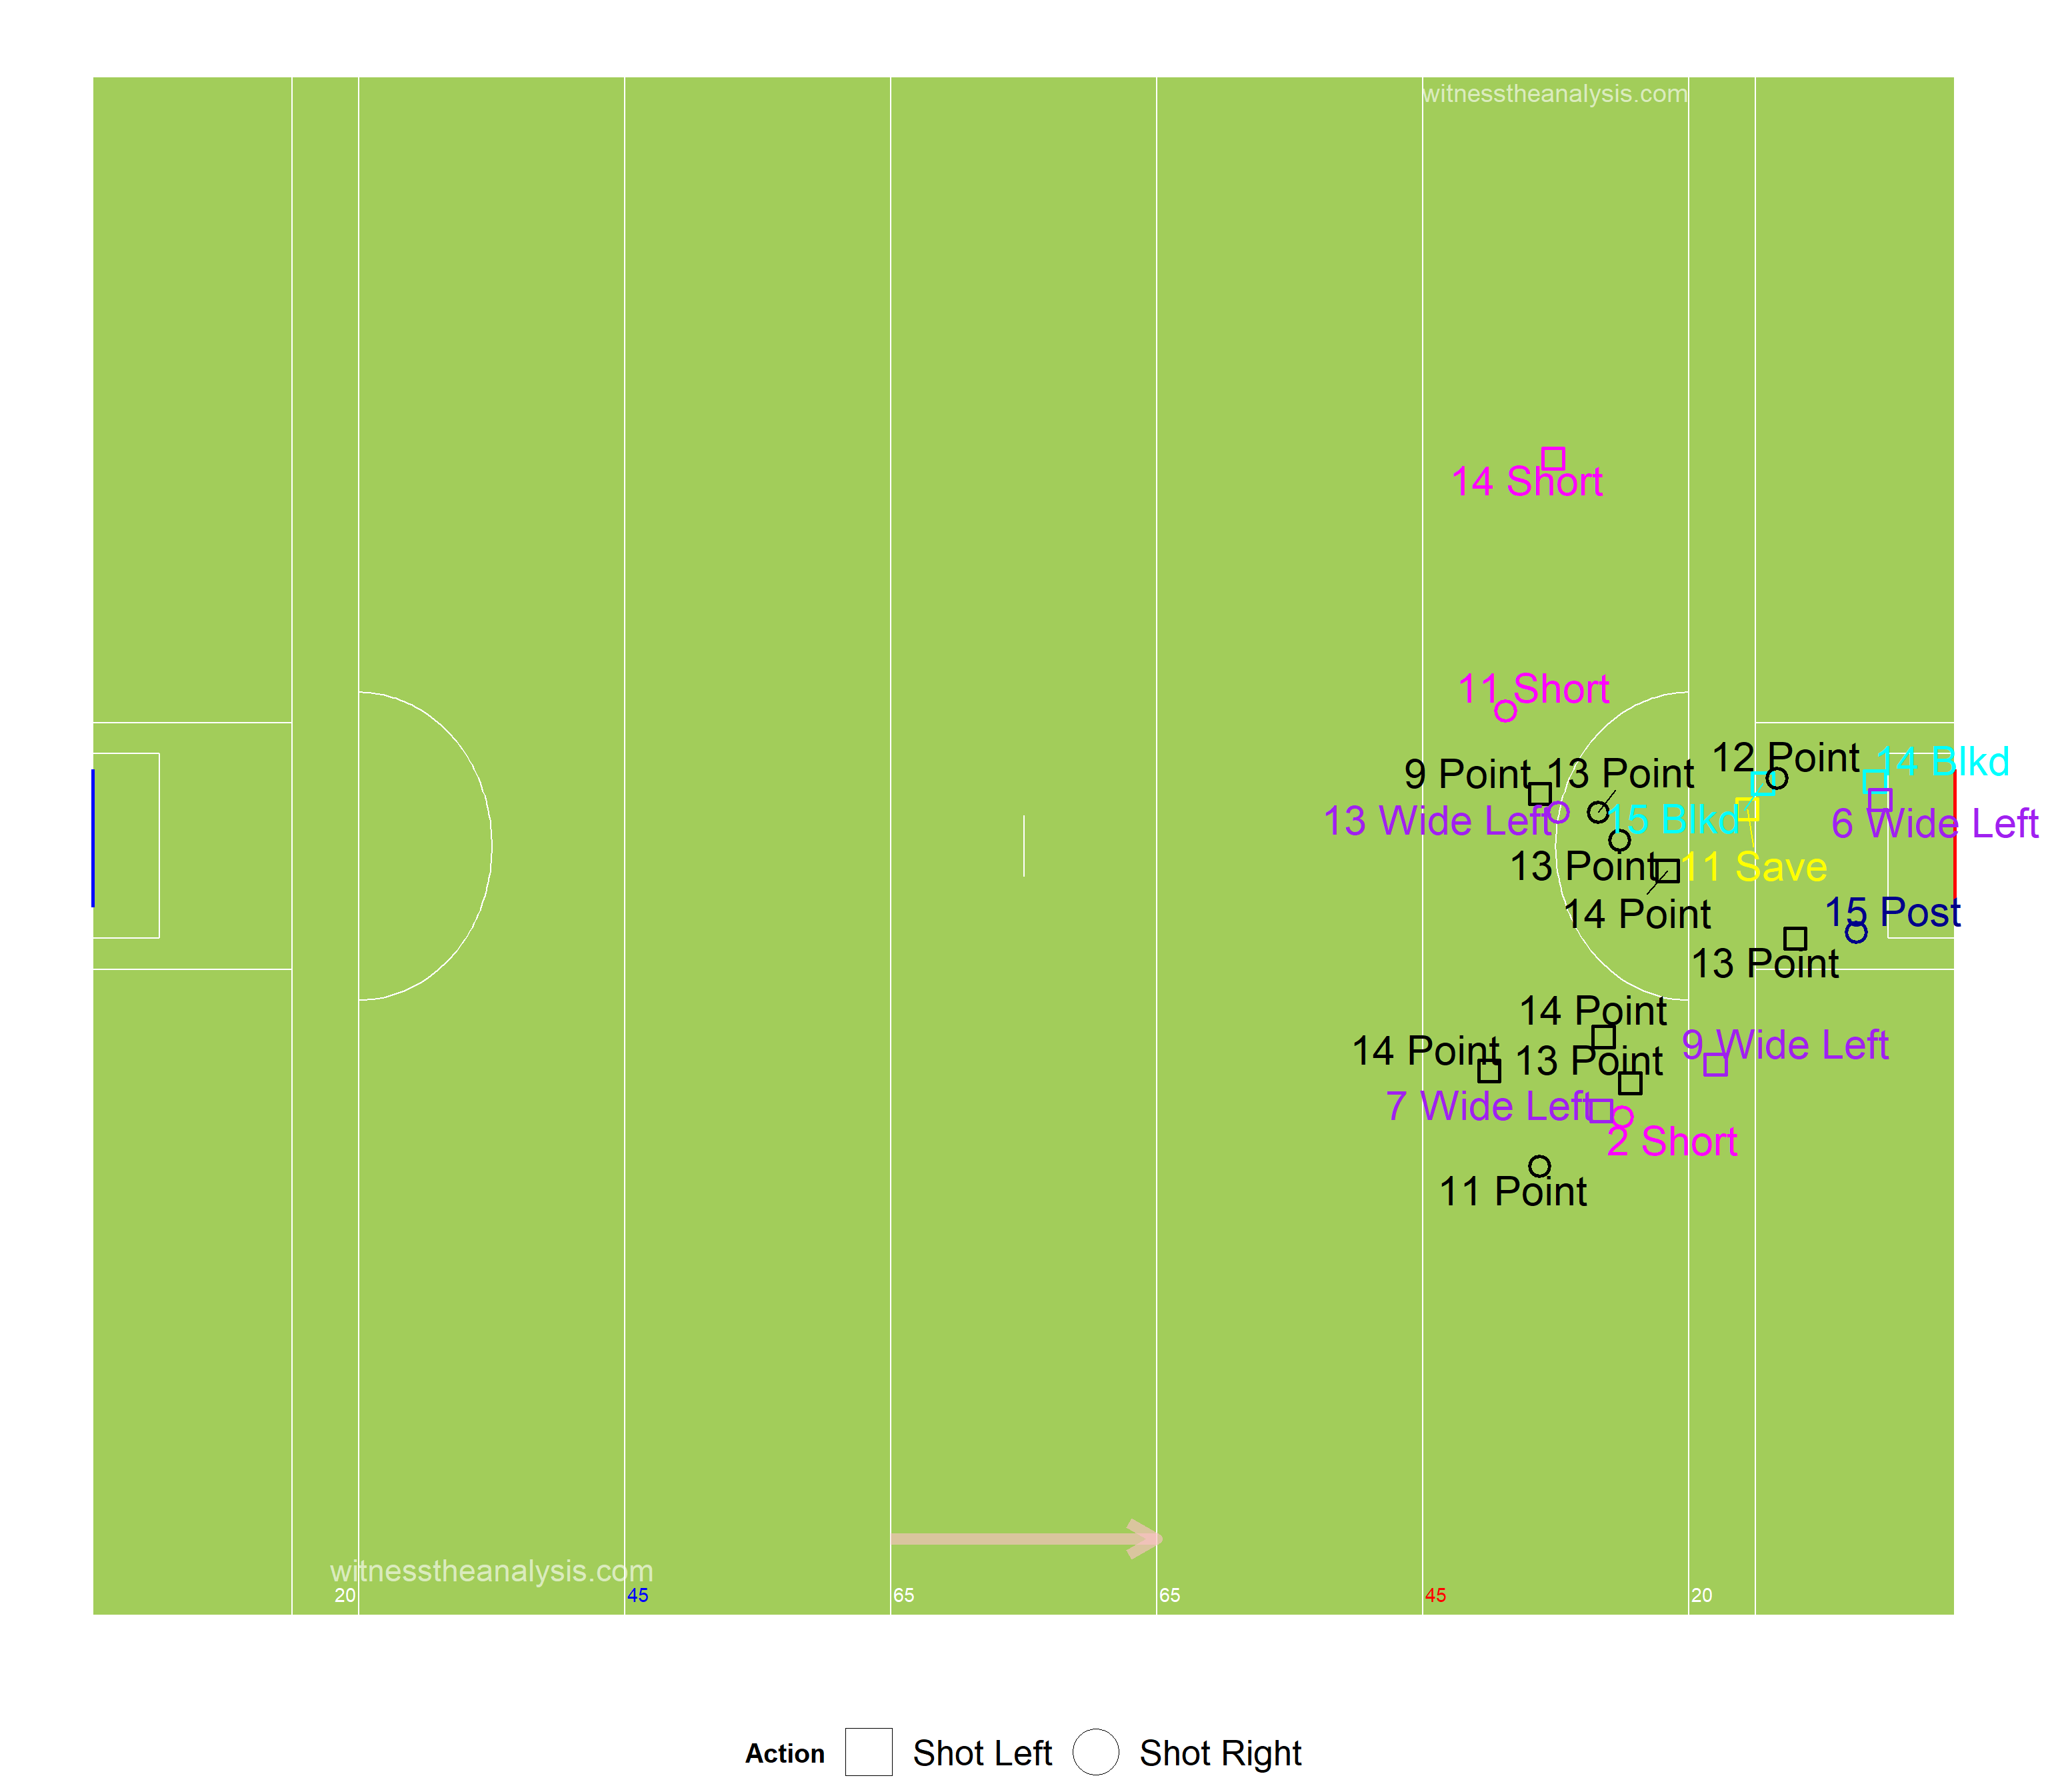 witnesstheanalysis.com
14 Short
11 Short
12 Point
14 Blkd
9 Point
13 Point
13 Wide Left
15 Blkd
6 Wide Left
13 Point
11 Save
14 Point
15 Post
13 Point
14 Point
14 Point
13 Point
9 Wide Left
7 Wide Left
2 Short
11 Point
witnesstheanalysis.com
20
45
65
65
45
20
Action
Shot Left
Shot Right